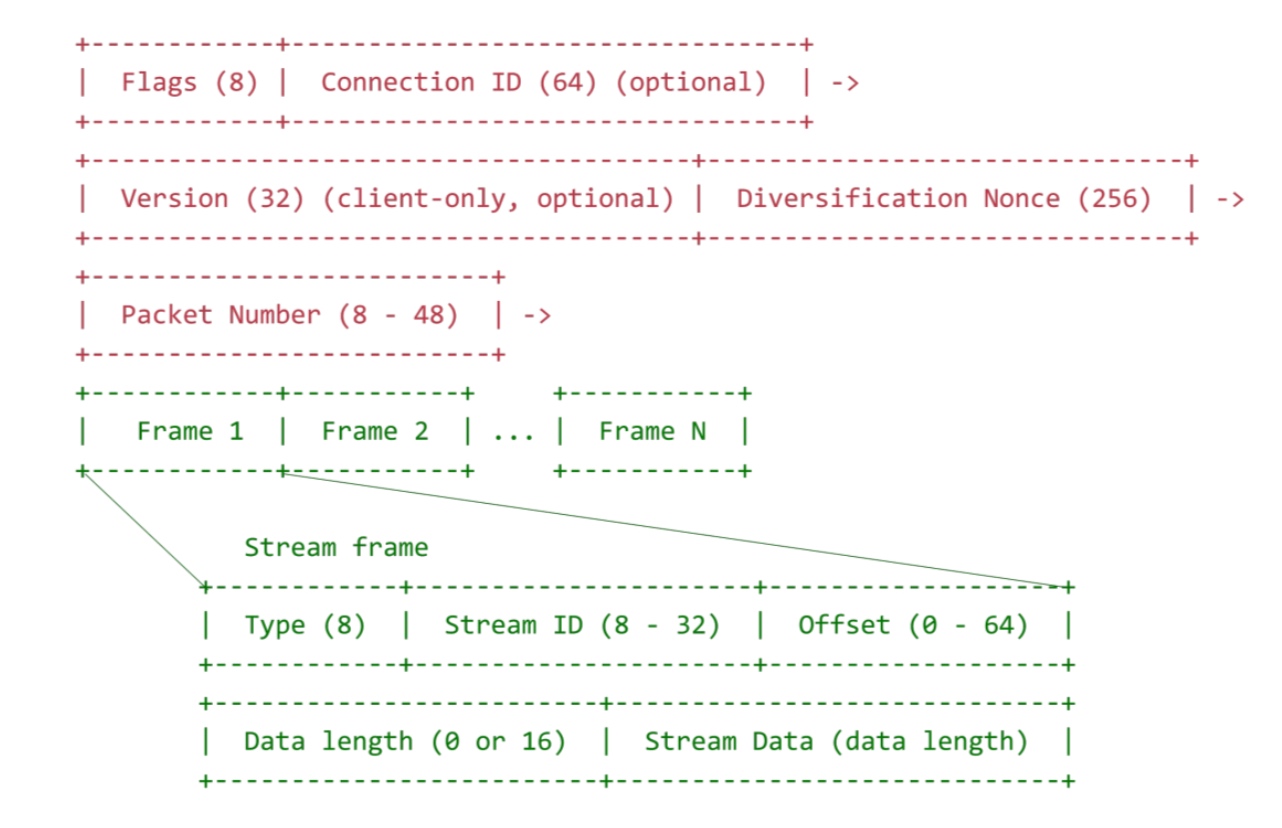 +------------+--------------------------------+
|  Flags (8) |  Connection ID (64) (optional)  | ->
+------------+--------------------------------+
+---------------------------------------+-------------------------------+
|  Version (32) (client-only, optional) |  Diversification Nonce (256)  | ->
+---------------------------------------+-------------------------------+
+--------------------------+
|  Packet Number (8 - 48)  | ->
+--------------------------+
+------------+-----------+     +-----------+
|   Frame 1  |  Frame 2  | ... |  Frame N  |
+------------+-----------+     +-----------+
Stream frame
+------------+----------------------+-------------------+
|  Type (8)  |  Stream ID (8 - 32)  |  Offset (0 - 64)  |
+------------+----------------------+-------------------+
+-------------------------+-----------------------------+
|  Data length (0 or 16)  |  Stream Data (data length)  |
+-------------------------+-----------------------------+